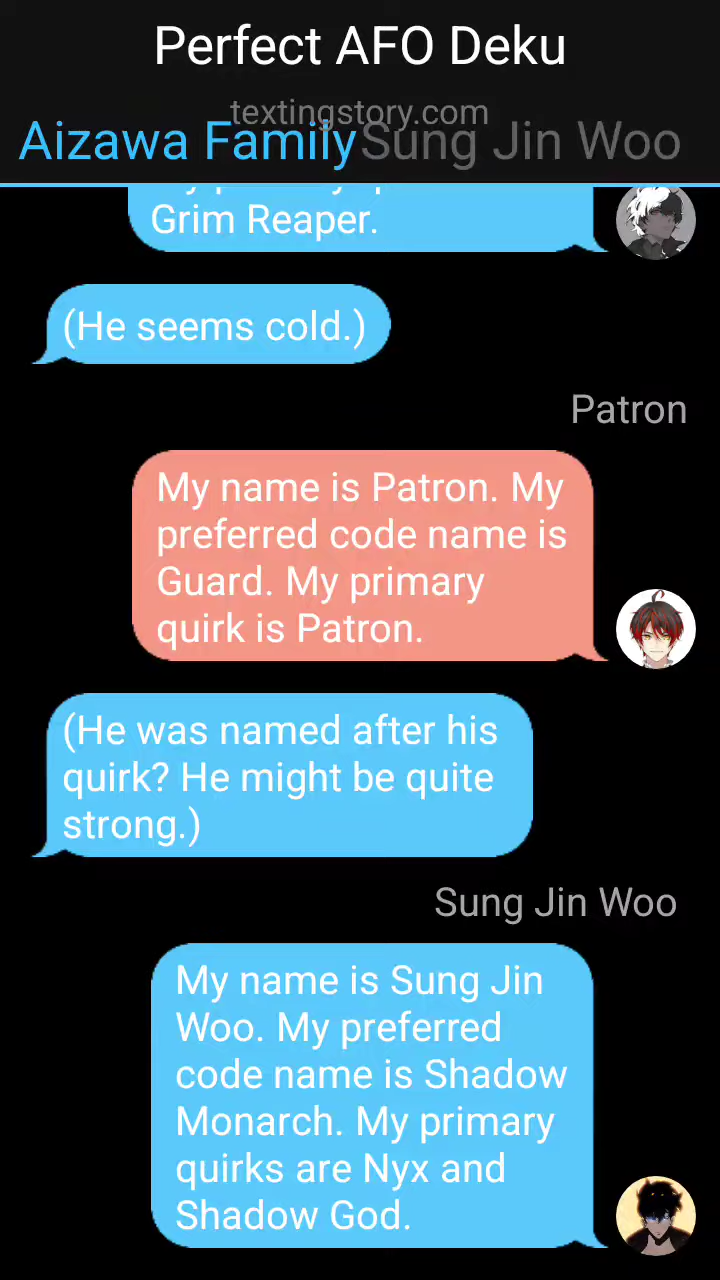 Perfect AFO Deku
textingstory.com
Aizawa Family Sung Jin Woo
Grim Reaper.
(He seems cold.)
Patron
My name is Patron. My
preferred code name is
Guard. My primary
quirk is Patron.
(He was named after his
quirk? He might be quite
strong.)
Sung Jin Woo
My name is Sung Jin
Woo. My preferred
code name is Shadow
Monarch. My primary
quirks are Nyx and
Shadow God.